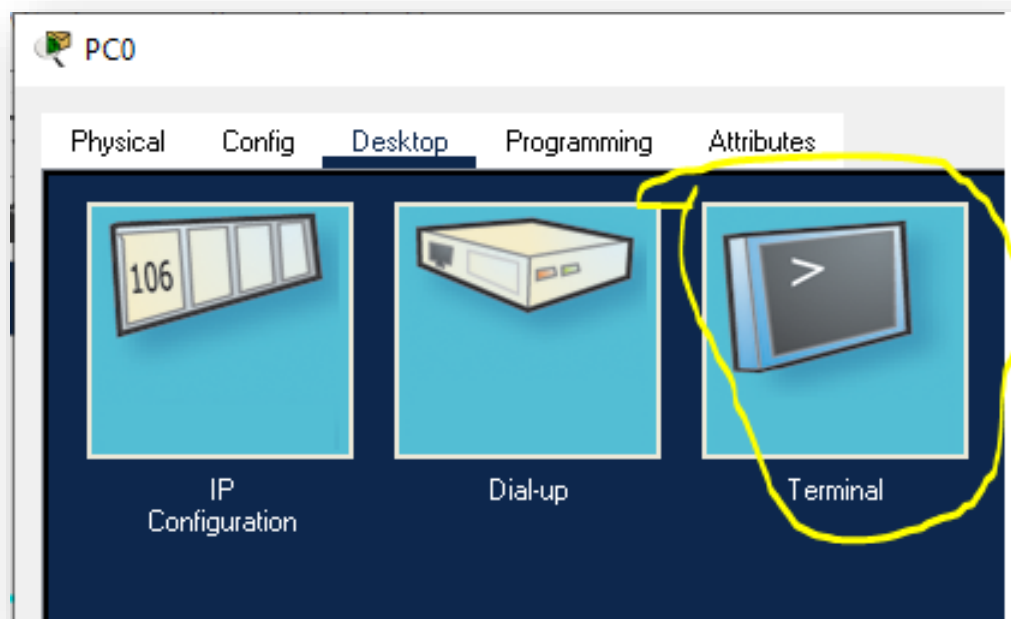 PC0
Physical Config Desktop Programming Attributes
106
>
IP
Configuration
Dial-up
Terminal